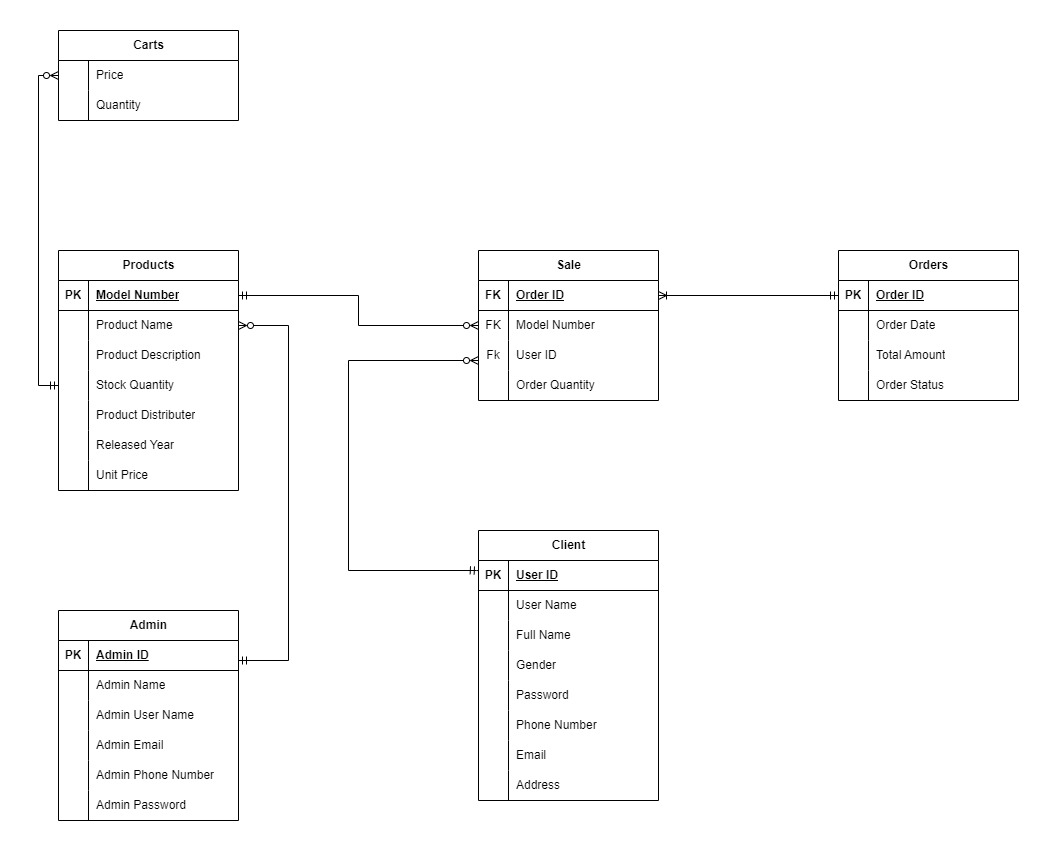 Carts
Price
Quantity
Products
PK Model Number
Product Name
Product Description
Stock Quantity
Product Distributer
Released Year
Unit Price
Sale
FK Order ID
FK Model Number
Fk User ID
Order Quantity
Orders
PK Order ID
Order Date
Total Amount
Order Status
Client
PK User ID
User Name
Full Name
Gender
Password
Phone Number
Email
Address
Admin
PK Admin ID
Admin Name
Admin User Name
Admin Email
Admin Phone Number
Admin Password